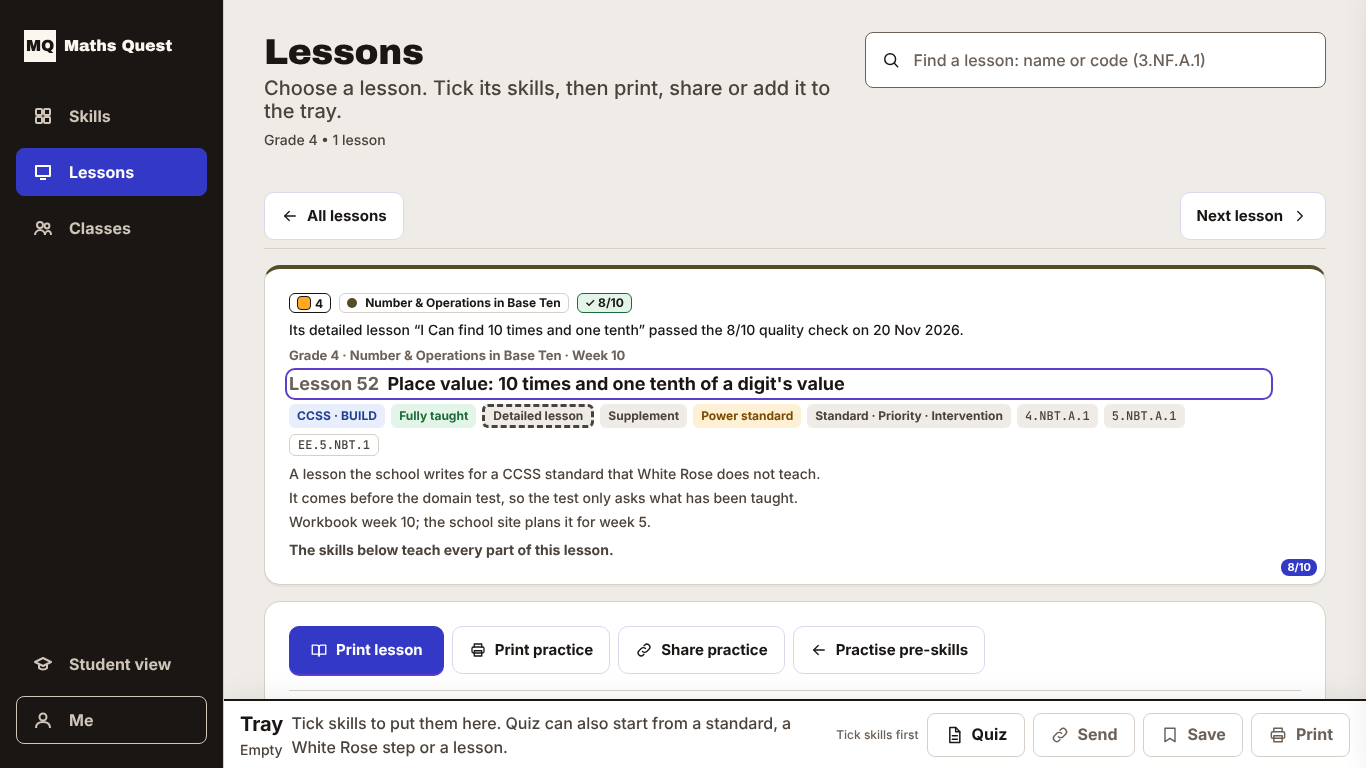 MQ Maths Quest
Skills
Lessons
Classes
Student view
Me
Lessons
Choose a lesson. Tick its skills, then print, share or add it to
the tray.
Grade 4 • 1 lesson
Find a lesson: name or code (3.NF.A.1)
All lessons
Next lesson
4 Number & Operations in Base Ten ✓ 8/10
Its detailed lesson “I Can find 10 times and one tenth” passed the 8/10 quality check on 20 Nov 2026.
Grade 4 · Number & Operations in Base Ten · Week 10
Lesson 52 Place value: 10 times and one tenth of a digit's value
CCSS · BUILD Fully taught Detailed lesson Supplement Power standard Standard · Priority · Intervention 4.NBT.A.1 5.NBT.A.1
EE.5.NBT.1
A lesson the school writes for a CCSS standard that White Rose does not teach.
It comes before the domain test, so the test only asks what has been taught.
Workbook week 10; the school site plans it for week 5.
The skills below teach every part of this lesson.
8/10
Print lesson Print practice Share practice Practise pre-skills
Tray Tick skills to put them here. Quiz can also start from a standard, a
Empty White Rose step or a lesson.
Tick skills first Quiz Send Save Print